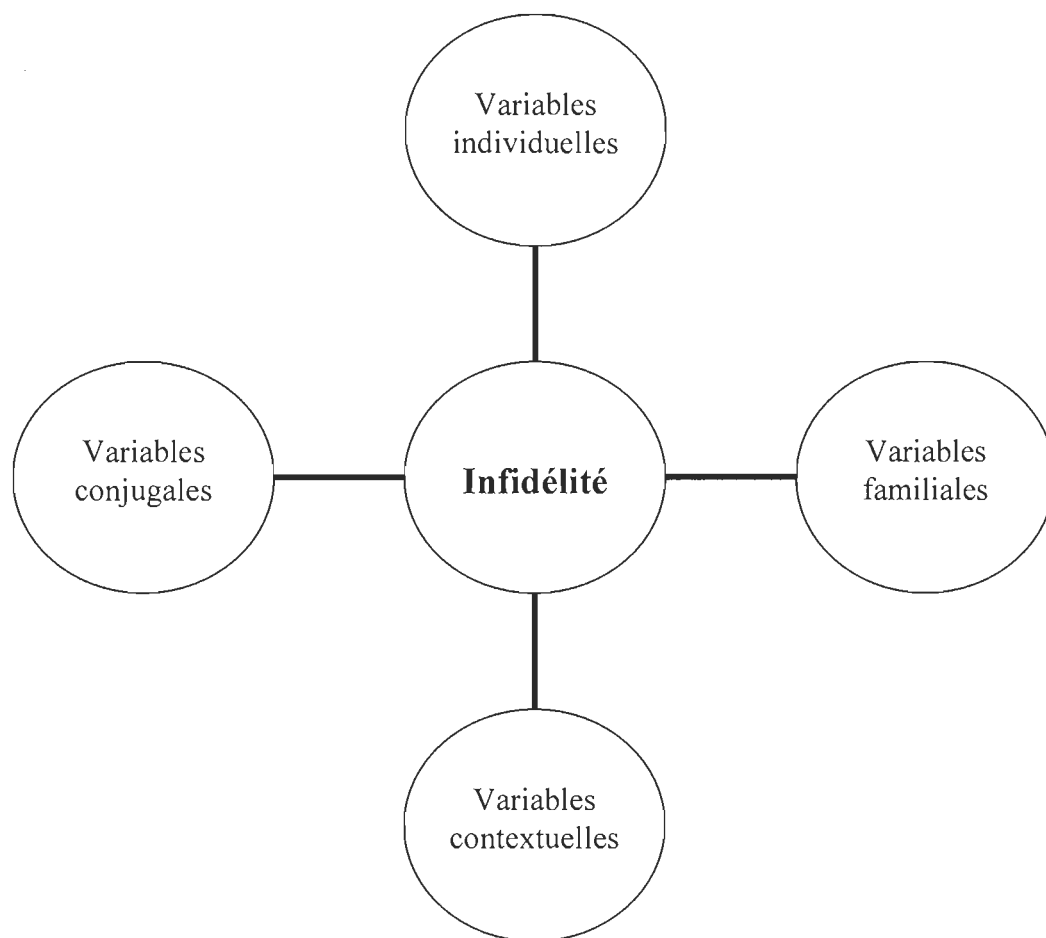 Variables
individuelles
Variables
conjugales
Infidélité
Variables
familiales
Variables
contextuelles